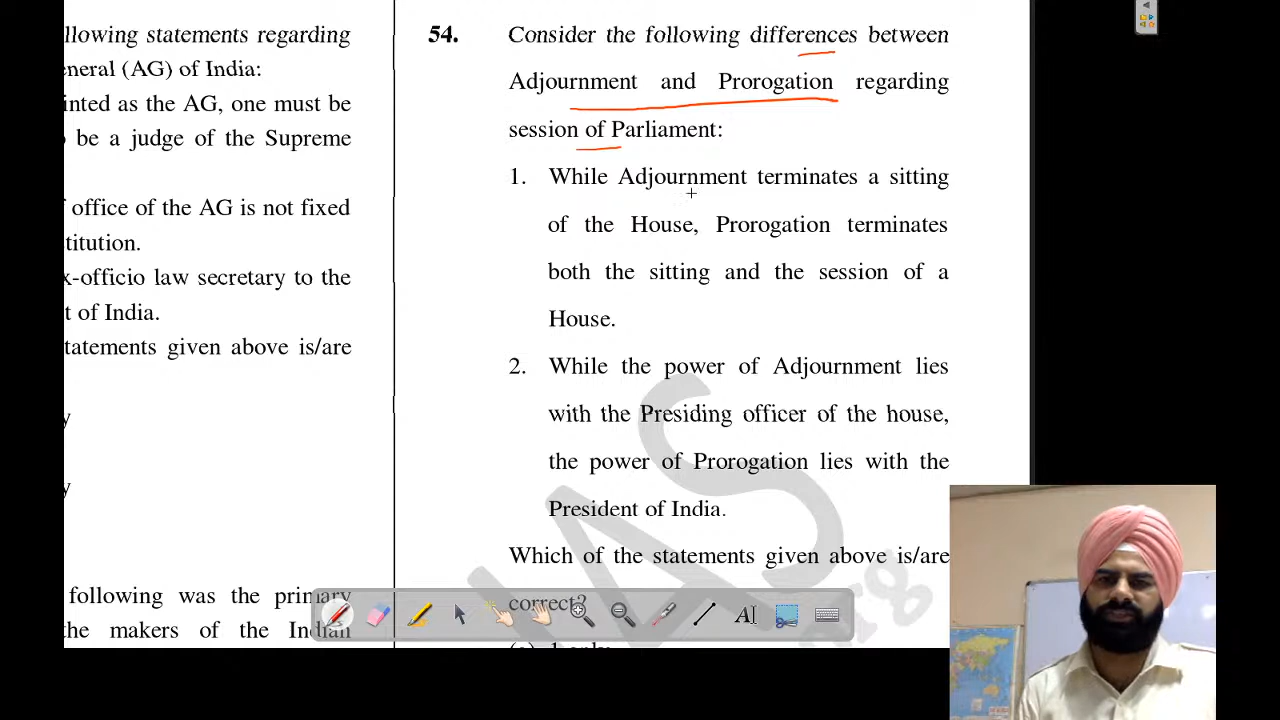 llowing statements regarding
eneral (AG) of India:
inted as the AG, one must be
be a judge of the Supreme
office of the AG is not fixed
stitution.
x-officio law secretary to the
t of India.
tatements given above is/are
y
y
following was the primary
the makers of the Indian
54. Consider the following differences between
Adjournment and Prorogation regarding
session of Parliament:
1. While Adjournment terminates a sitting
of the House, Prorogation terminates
both the sitting and the session of a
House.
2. While the power of Adjournment lies
with the Presiding officer of the house,
the power of Prorogation lies with the
President of India.
Which of the statements given above is/are
correct?
IAS
org
A